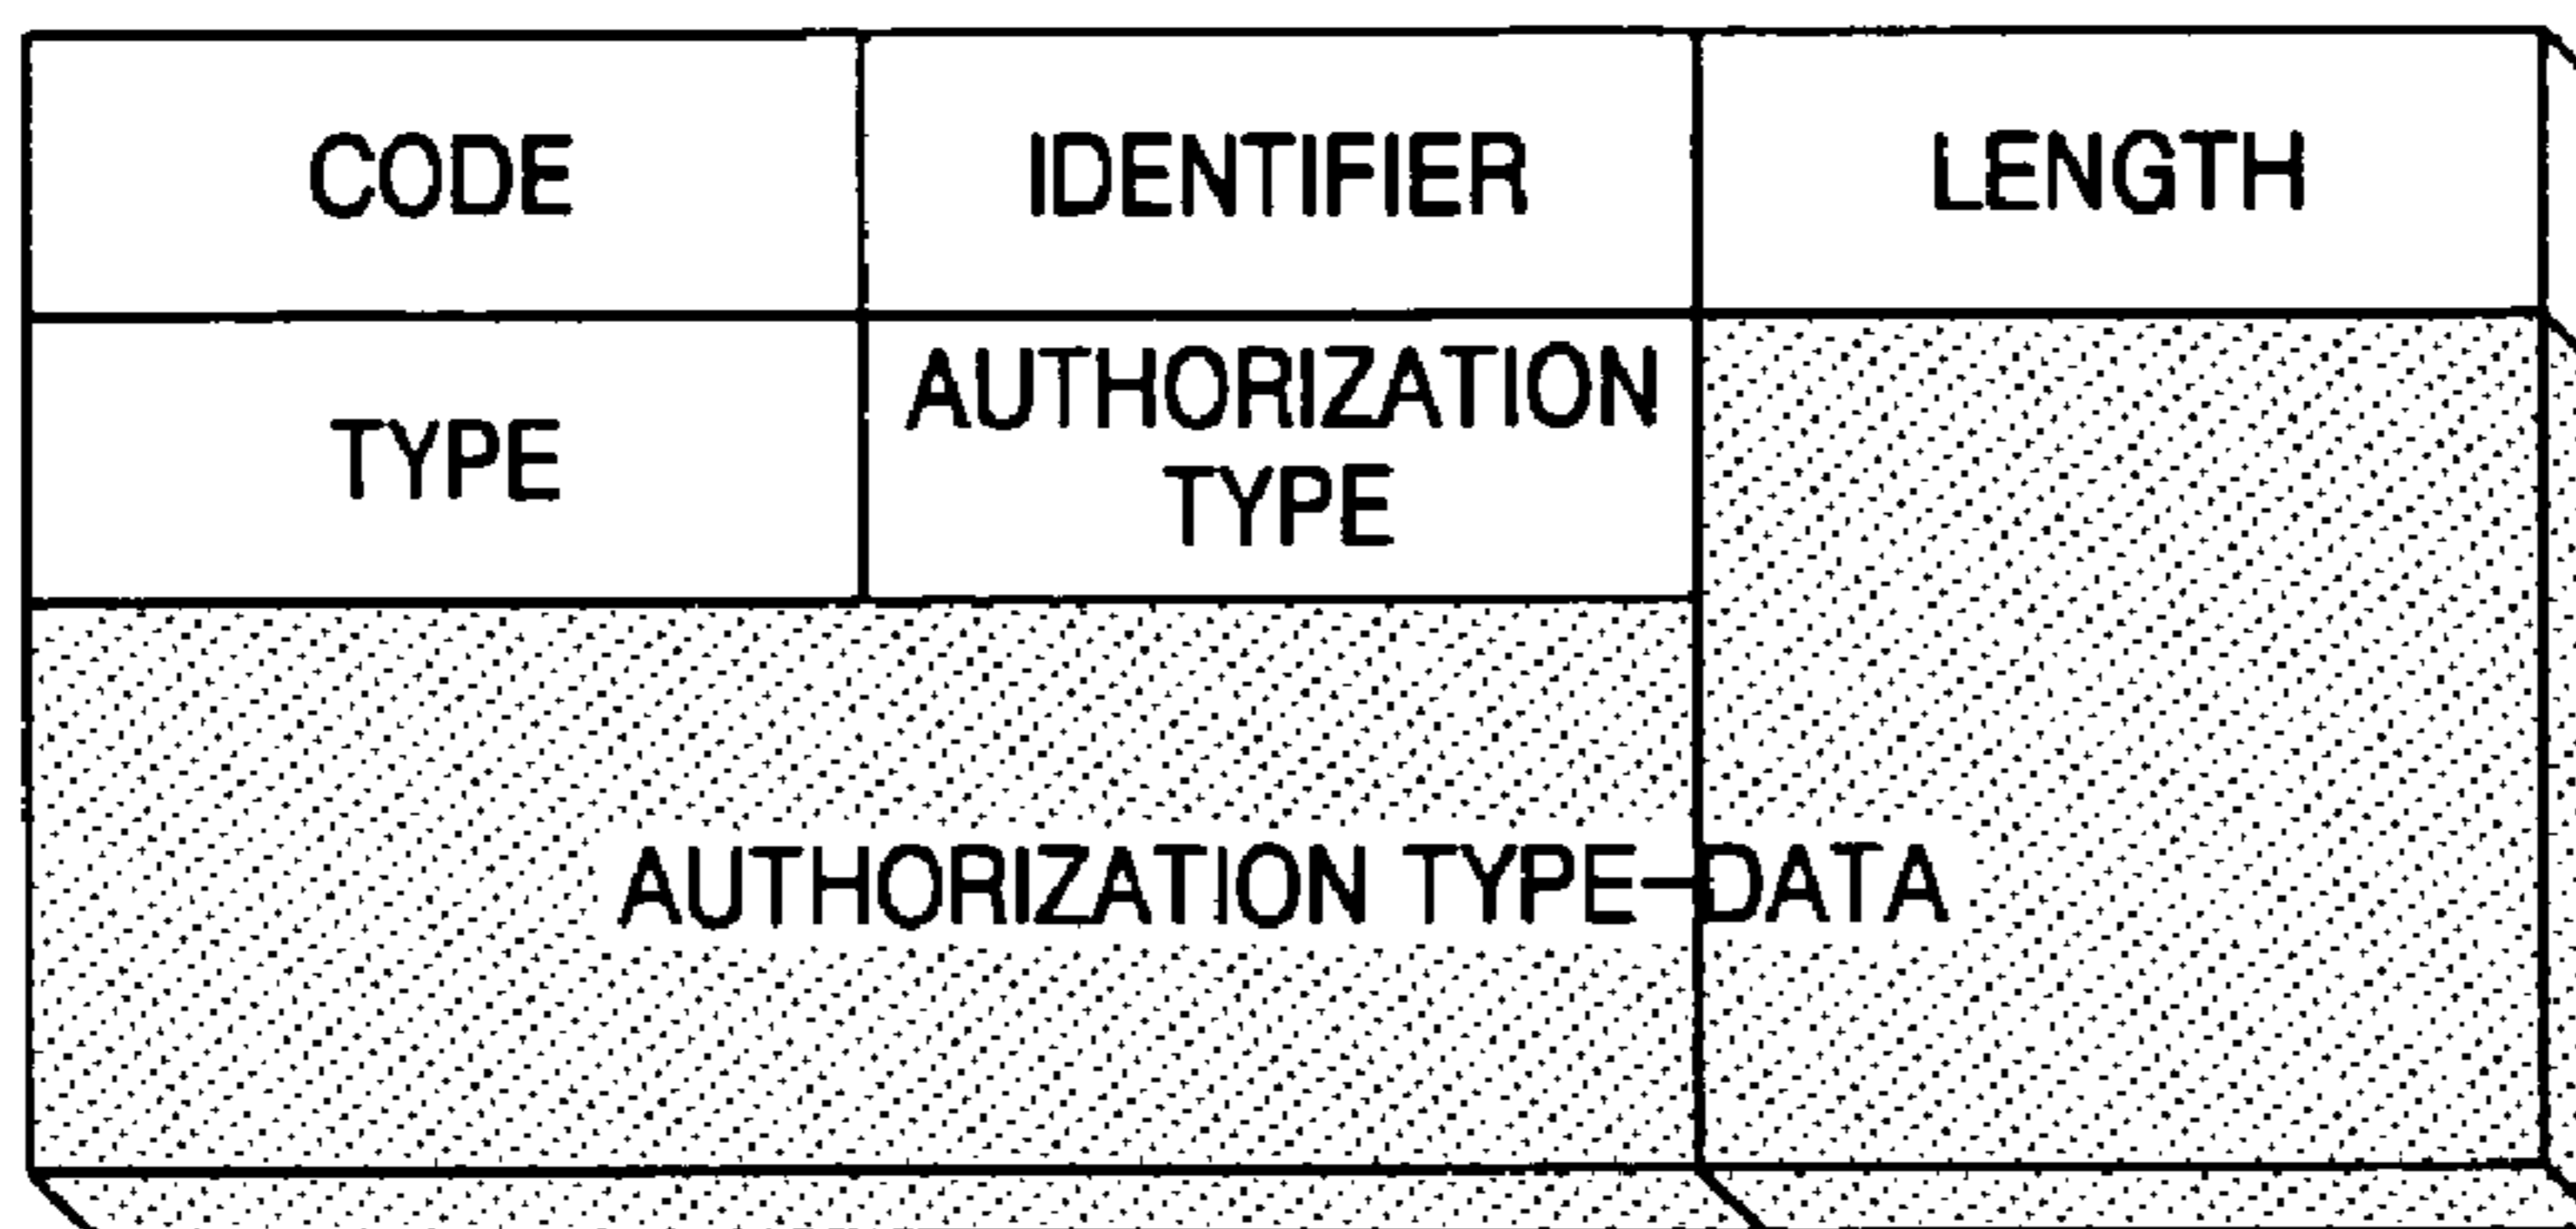 CODE
IDENTIFIER
LENGTH
TYPE
AUTHORIZATION
TYPE
AUTHORIZATION TYPE-DATA